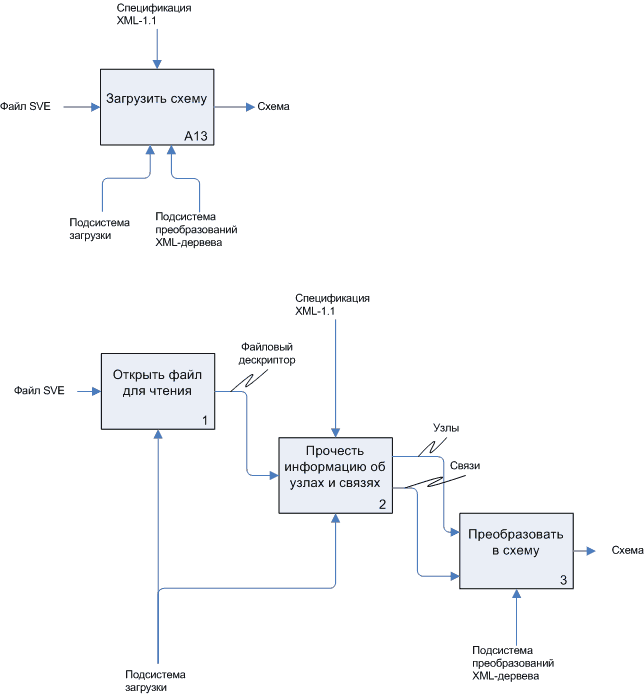 Спецификация
XML-1.1
Файл SVE
Загрузить схему
A13
Схема
Подсистема
загрузки
Подсистема
преобразований
XML-дервева
Спецификация
XML-1.1
Файл SVE
Открыть файл
для чтения
1
Файловый
дескриптор
Прочесть
информацию об
узлах и связях
2
Узлы
Связи
Преобразовать
в схему
3
Схема
Подсистема
преобразований
XML-дервева
Подсистема
загрузки